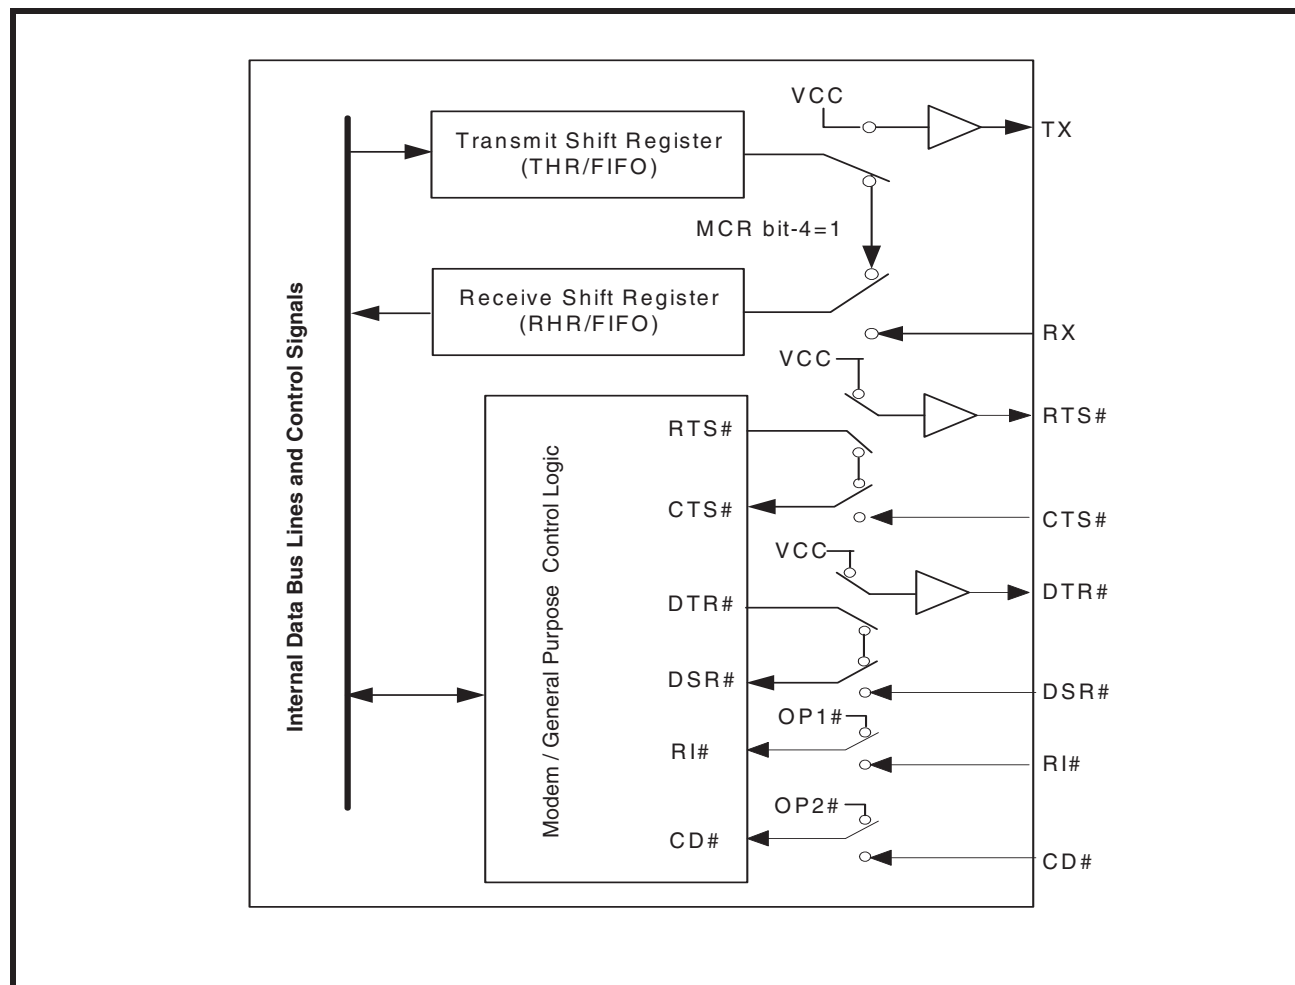 VCC
TX
Transmit Shift Register
(THR/FIFO)
MCR bit-4=1
Receive Shift Register
(RHR/FIFO)
RX
VCC
RTS#
RTS#
CTS#
CTS#
VCC
DTR#
DTR#
DSR#
DSR#
OP1#
RI#
RI#
OP2#
CD#
CD#
Internal Data Bus Lines and Control Signals
Modem / General Purpose Control Logic